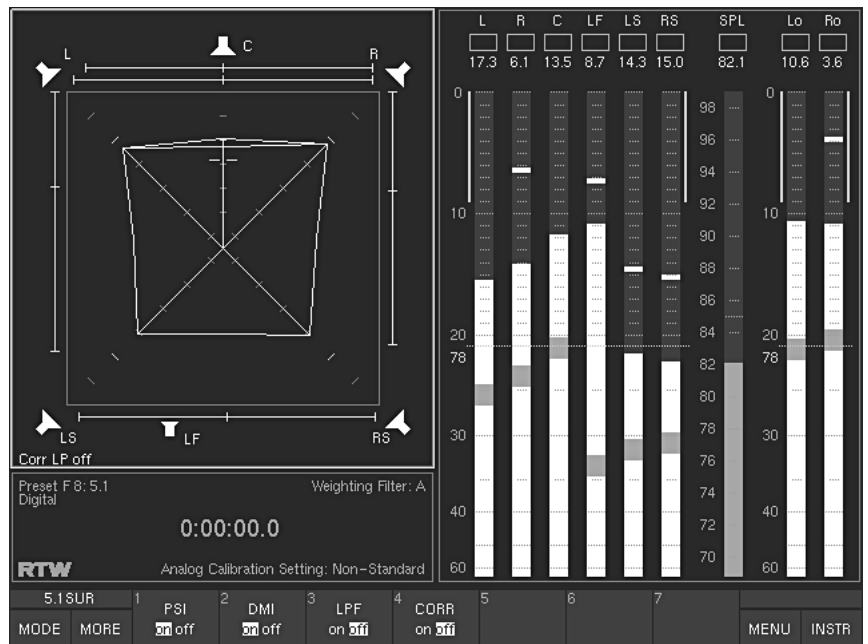 L R C LF LS RS SPL Lo Ro
17.3 6.1 13.5 8.7 14.3 15.0 82.1 10.6 3.6
C
L R
0 98 0
96
94
92
10 90 10
88
86
20 84 20
78 82 78
80
30 78 30
76
74
40 72 40
70
60 60
LS LF RS
Corr LP off
Preset F 8: 5.1 Weighting Filter: A
Digital
0:00:00.0
RTW Analog Calibration Setting: Non-Standard
5.1SUR 1 PSI 2 DMI 3 LPF 4 CORR 5 6 7
MODE MORE on off on off on off on off MENU INSTR